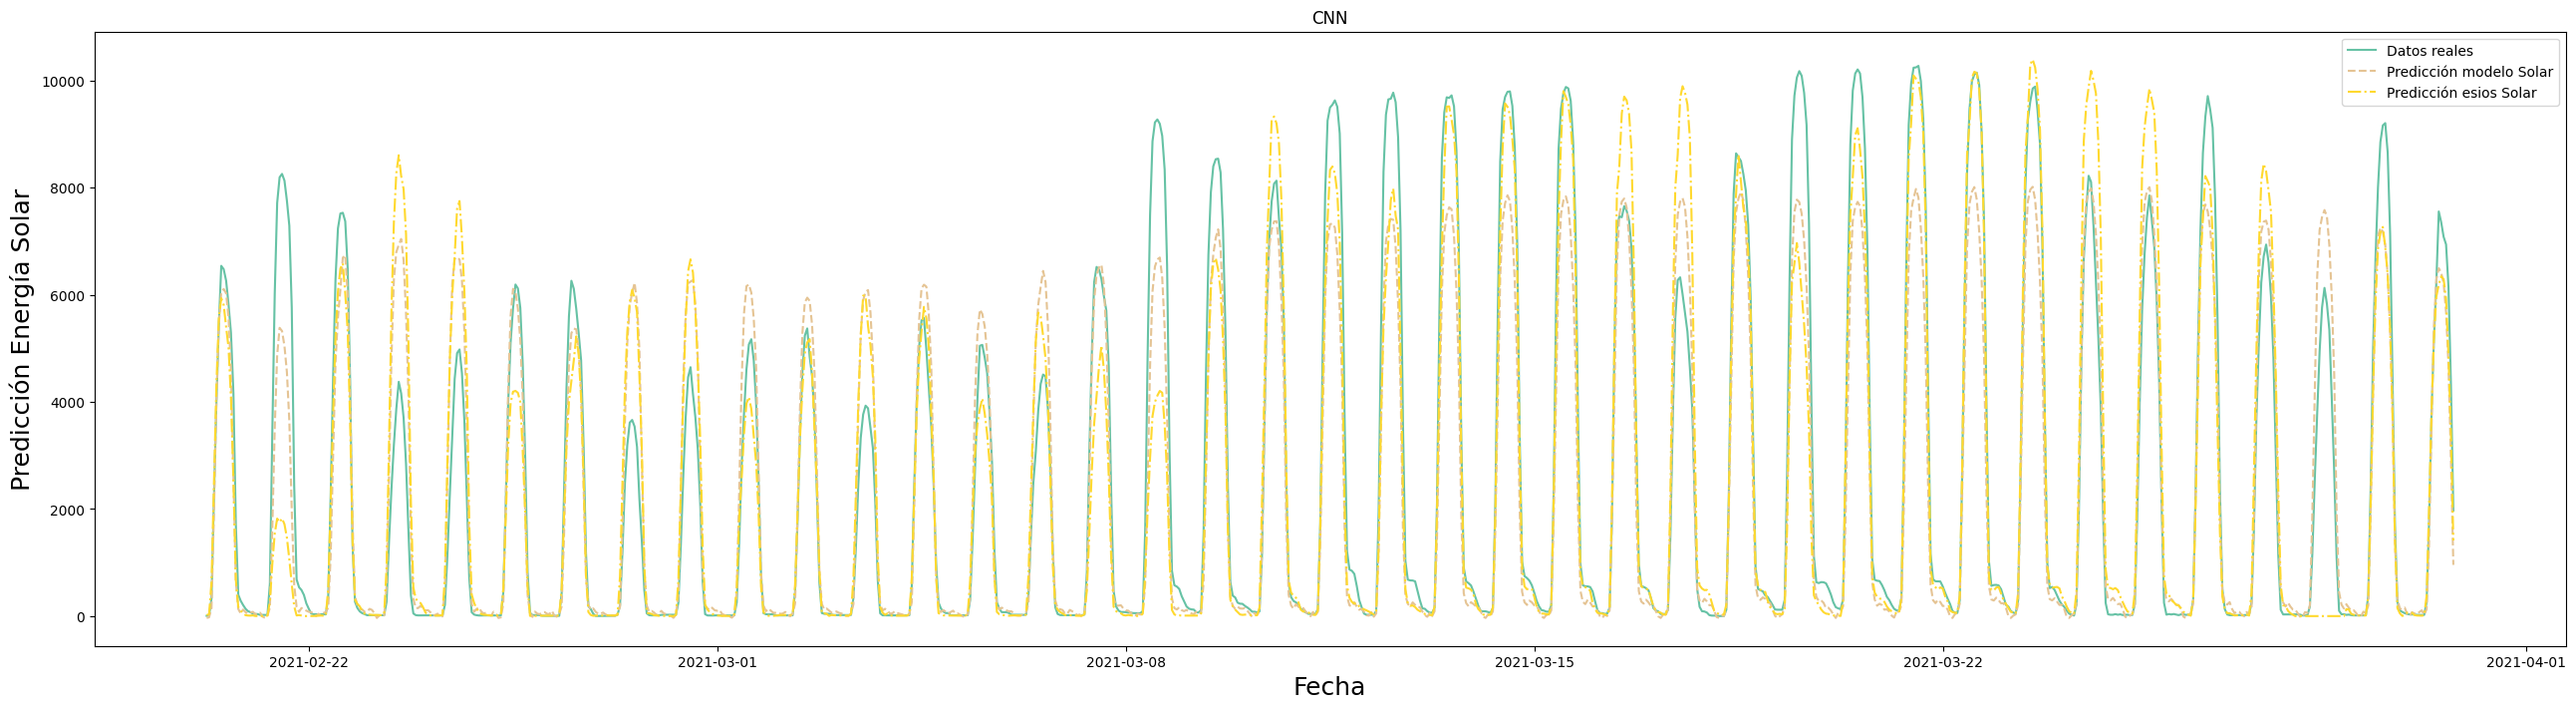 CNN
Datos reales
Predicción modelo Solar
Predicción esios Solar
Predicción Energía Solar
10000
8000
6000
4000
2000
0
2021-02-22
2021-03-01
2021-03-08
2021-03-15
2021-03-22
2021-04-01
Fecha